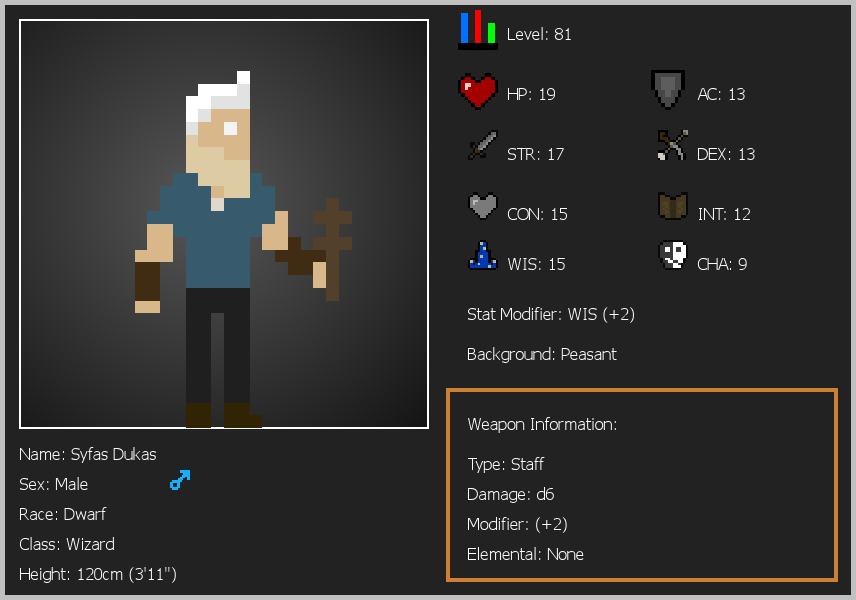 Level: 81
HP: 19
AC: 13
STR: 17
DEX: 13
CON: 15
INT: 12
WIS: 15
CHA: 9
Stat Modifier: WIS (+2)
Background: Peasant
Weapon Information:
Type: Staff
Damage: d6
Modifier: (+2)
Elemental: None
Name: Syfas Dukas
Sex: Male
Race: Dwarf
Class: Wizard
Height: 120cm (3'11")